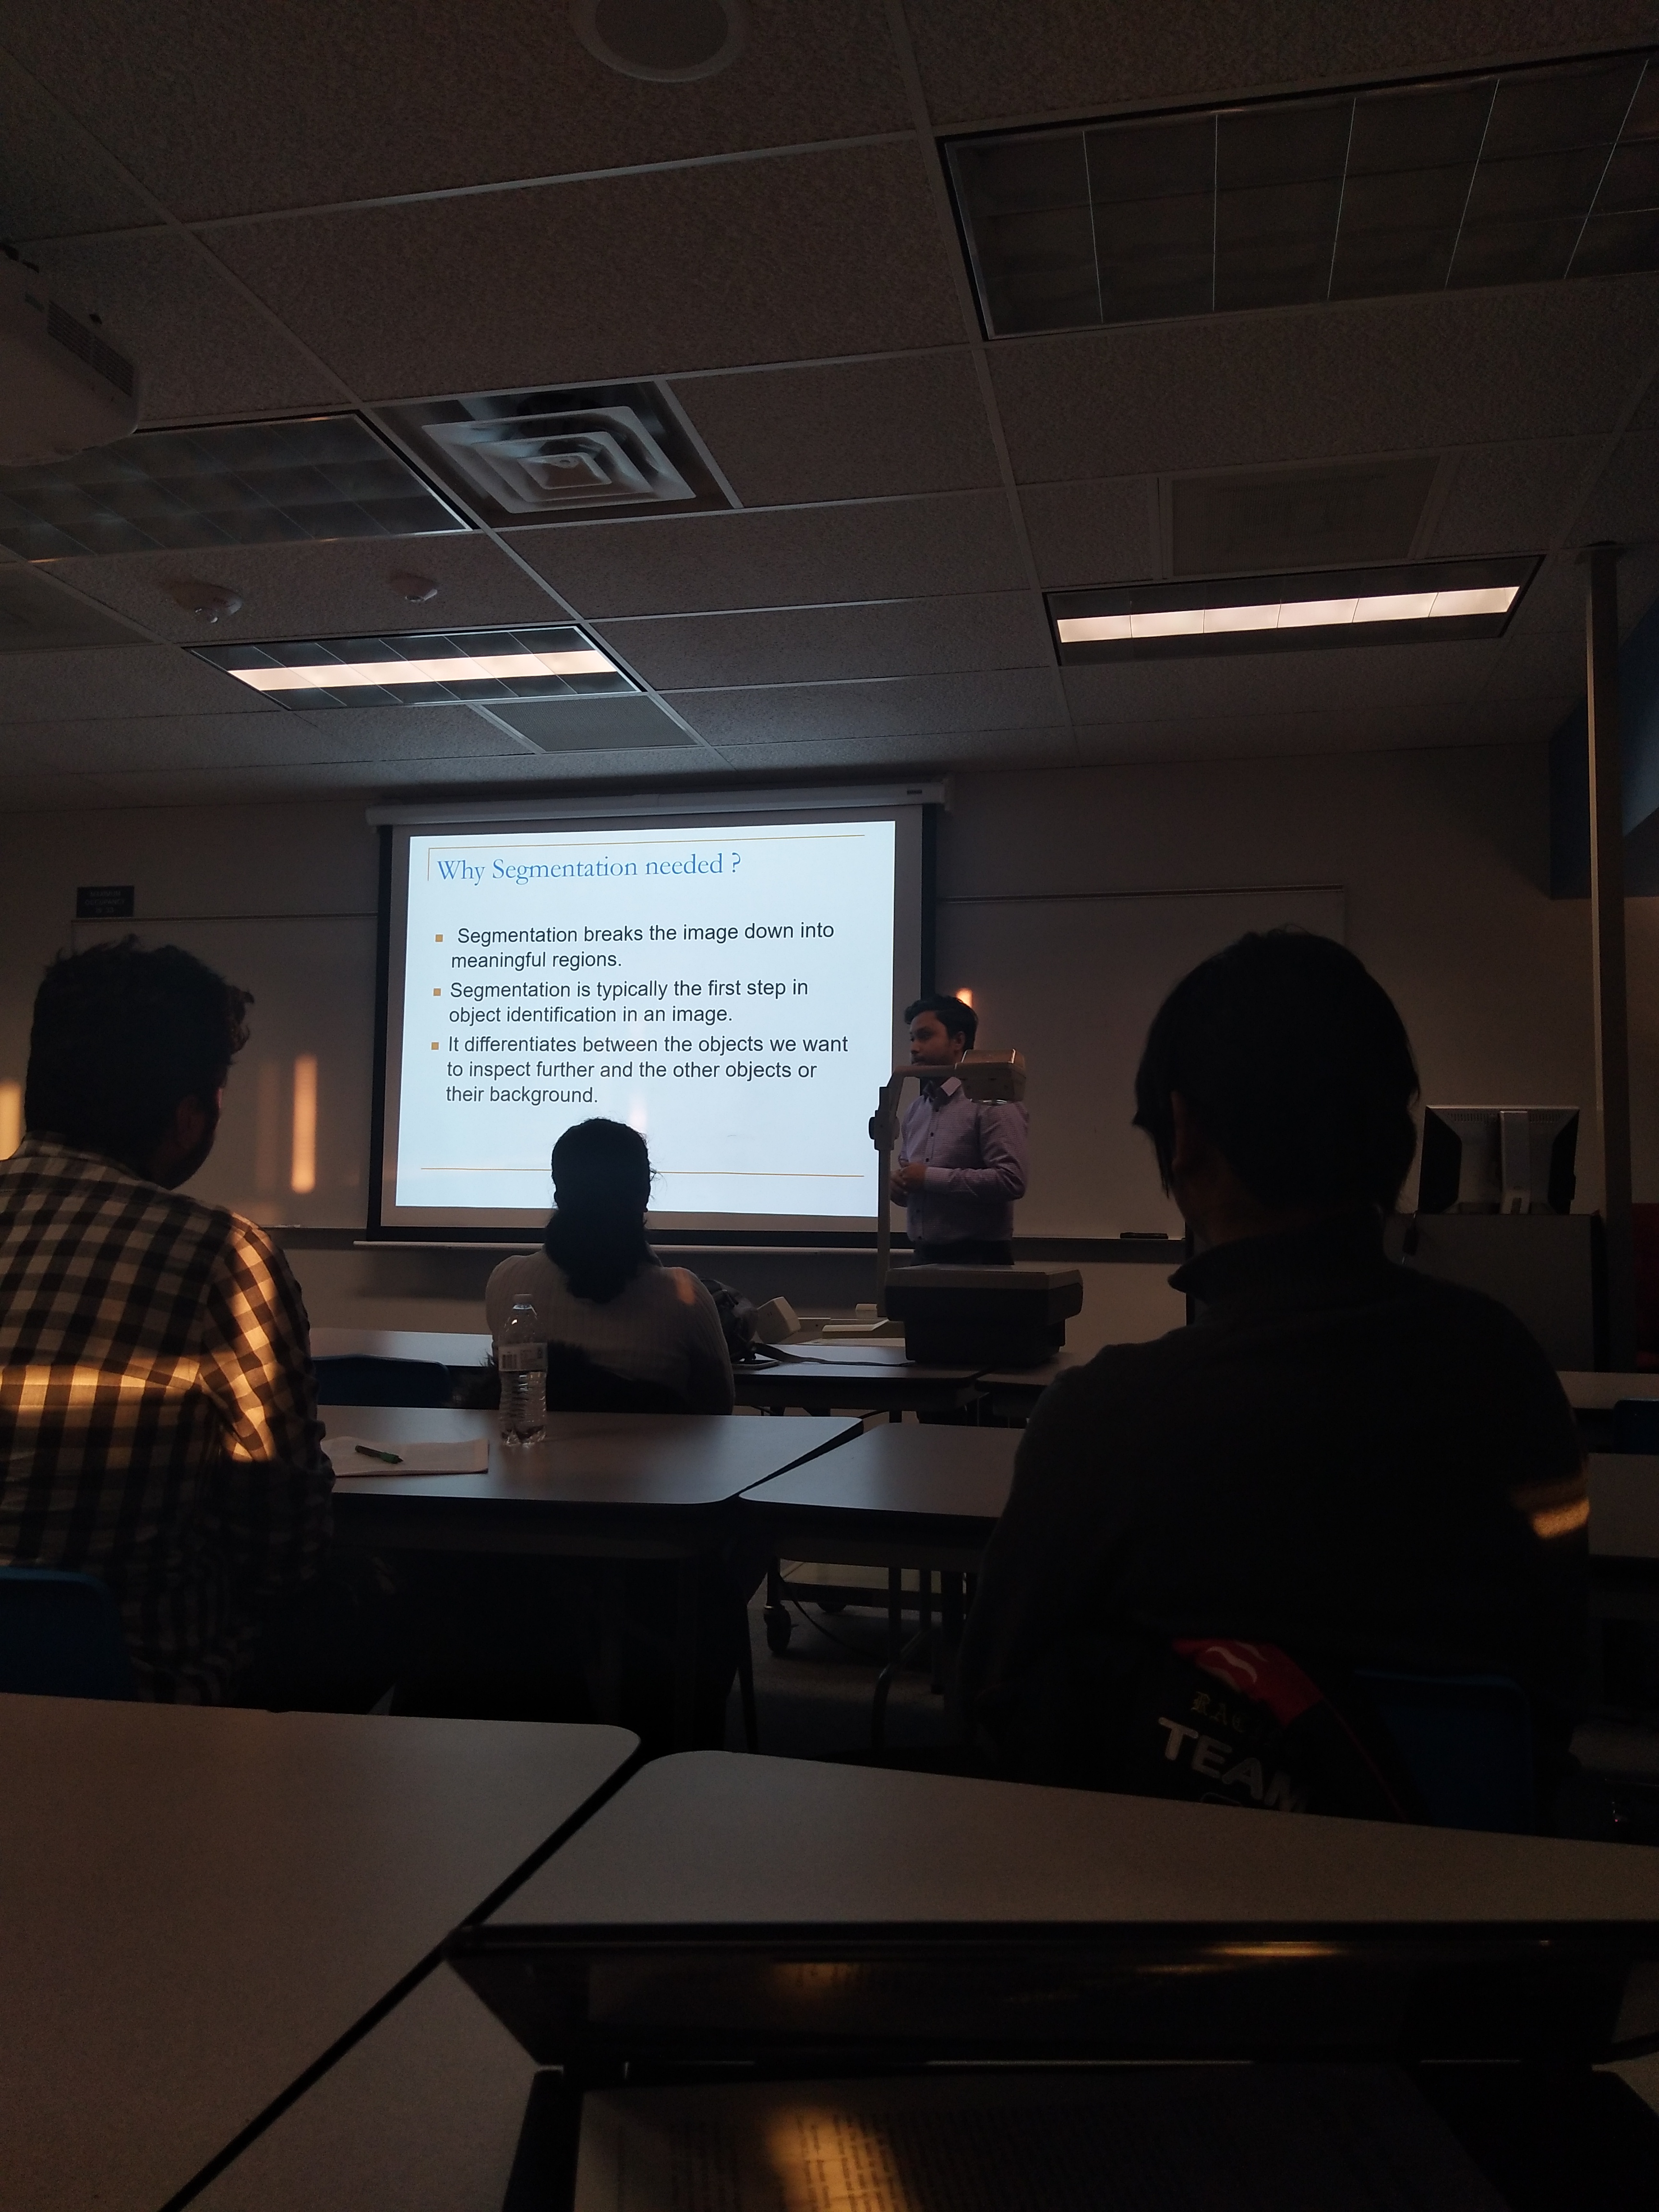 Why Segmentation needed ?
Segmentation breaks the image down into
meaningful regions.
Segmentation is typically the first step in
object identification in an image.
It differentiates between the objects we want
to inspect further and the other objects or
their background.
TEAM